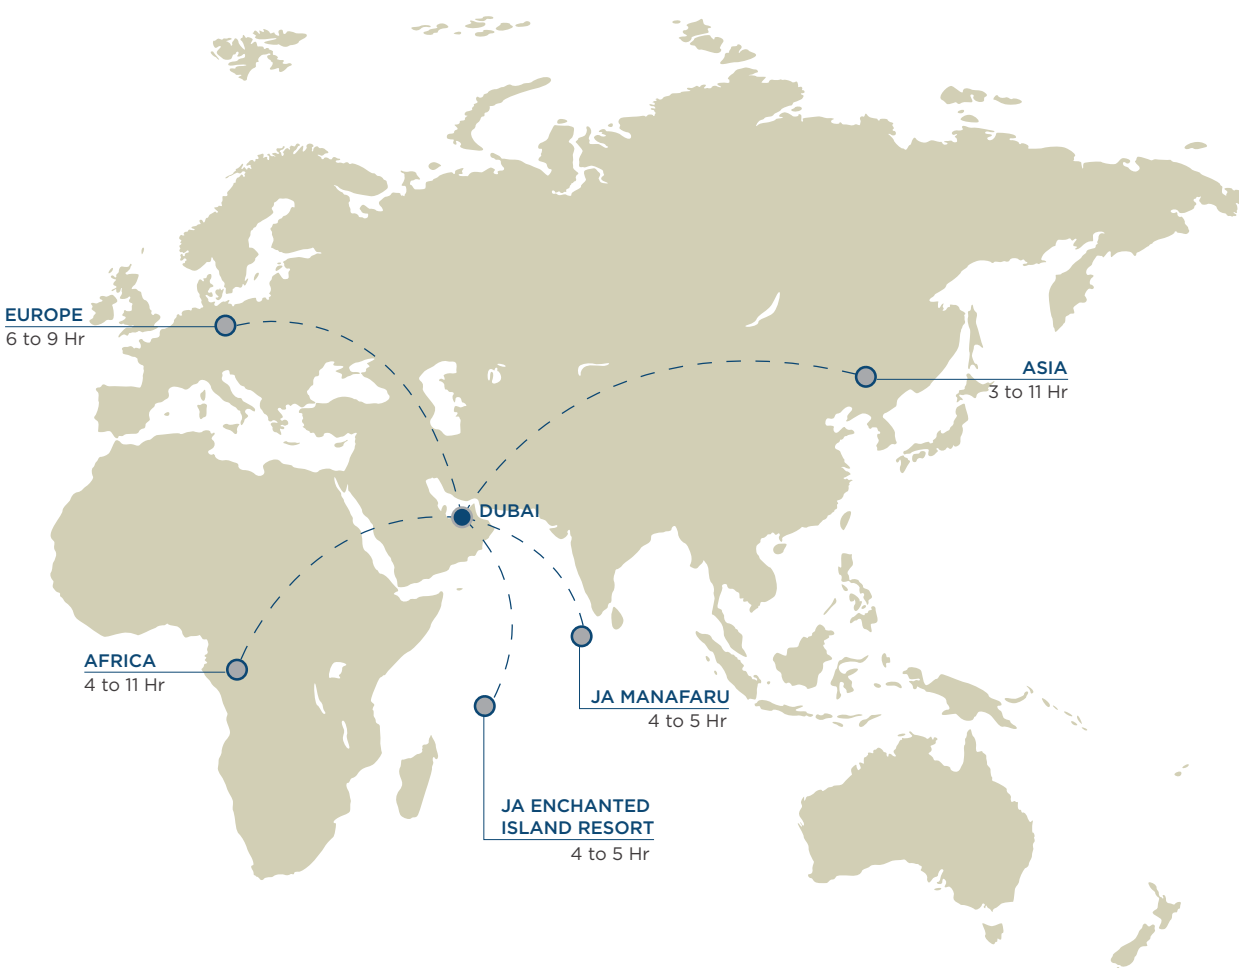 EUROPE
6 to 9 Hr
ASIA
3 to 11 Hr
DUBAI
AFRICA
4 to 11 Hr
JA MANAFARU
4 to 5 Hr
JA ENCHANTED
ISLAND RESORT
4 to 5 Hr